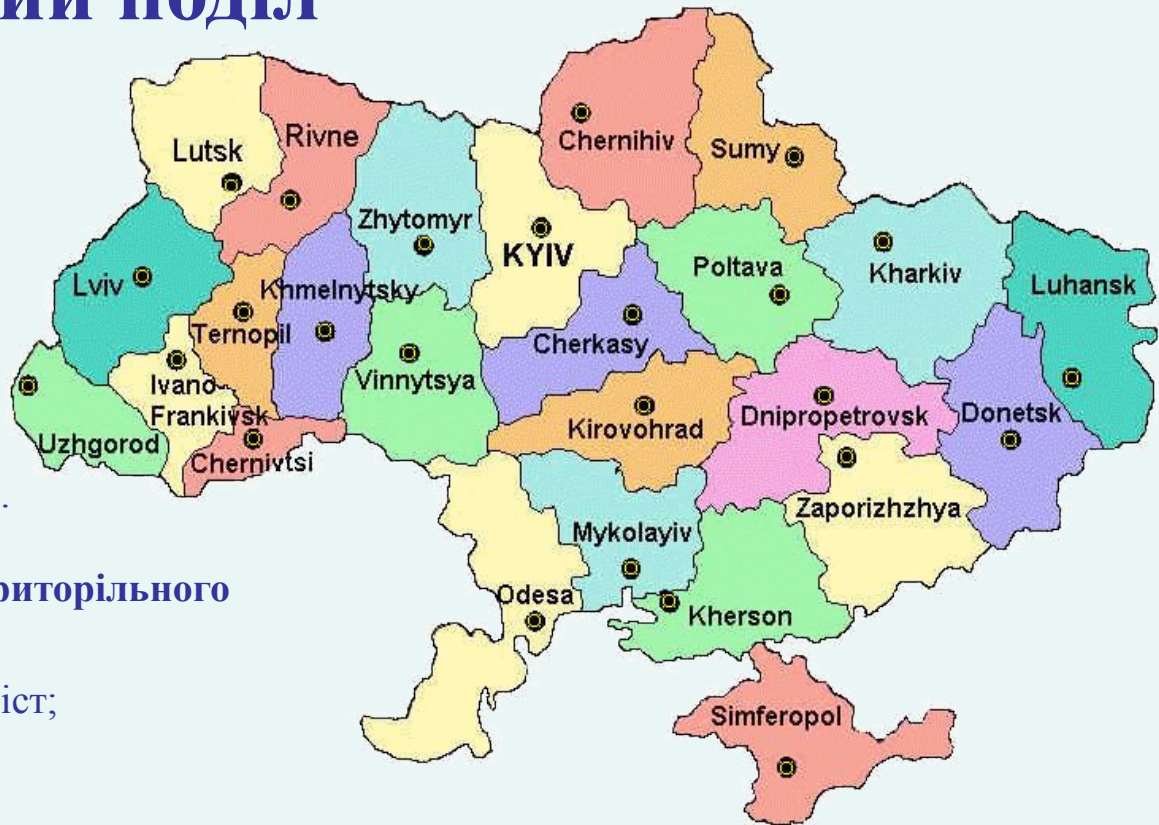 ий поділ
Chernihiv
Rivne
Sumy
Lutsk
Zhytomyr
KYIV
Poltava
Kharkiv
Lviv
Khmelnytsky
Luhansk
Ternopil
Cherkasy
Vinnytsya
Ivano-
Frankivsk
Dnipropetrovsk
Donetsk
Kirovohrad
Uzhgorod
Chernivtsi
.
Zaporizhzhya
Mykolayiv
риторільного
Odesa
Kherson
іст;
Simferopol